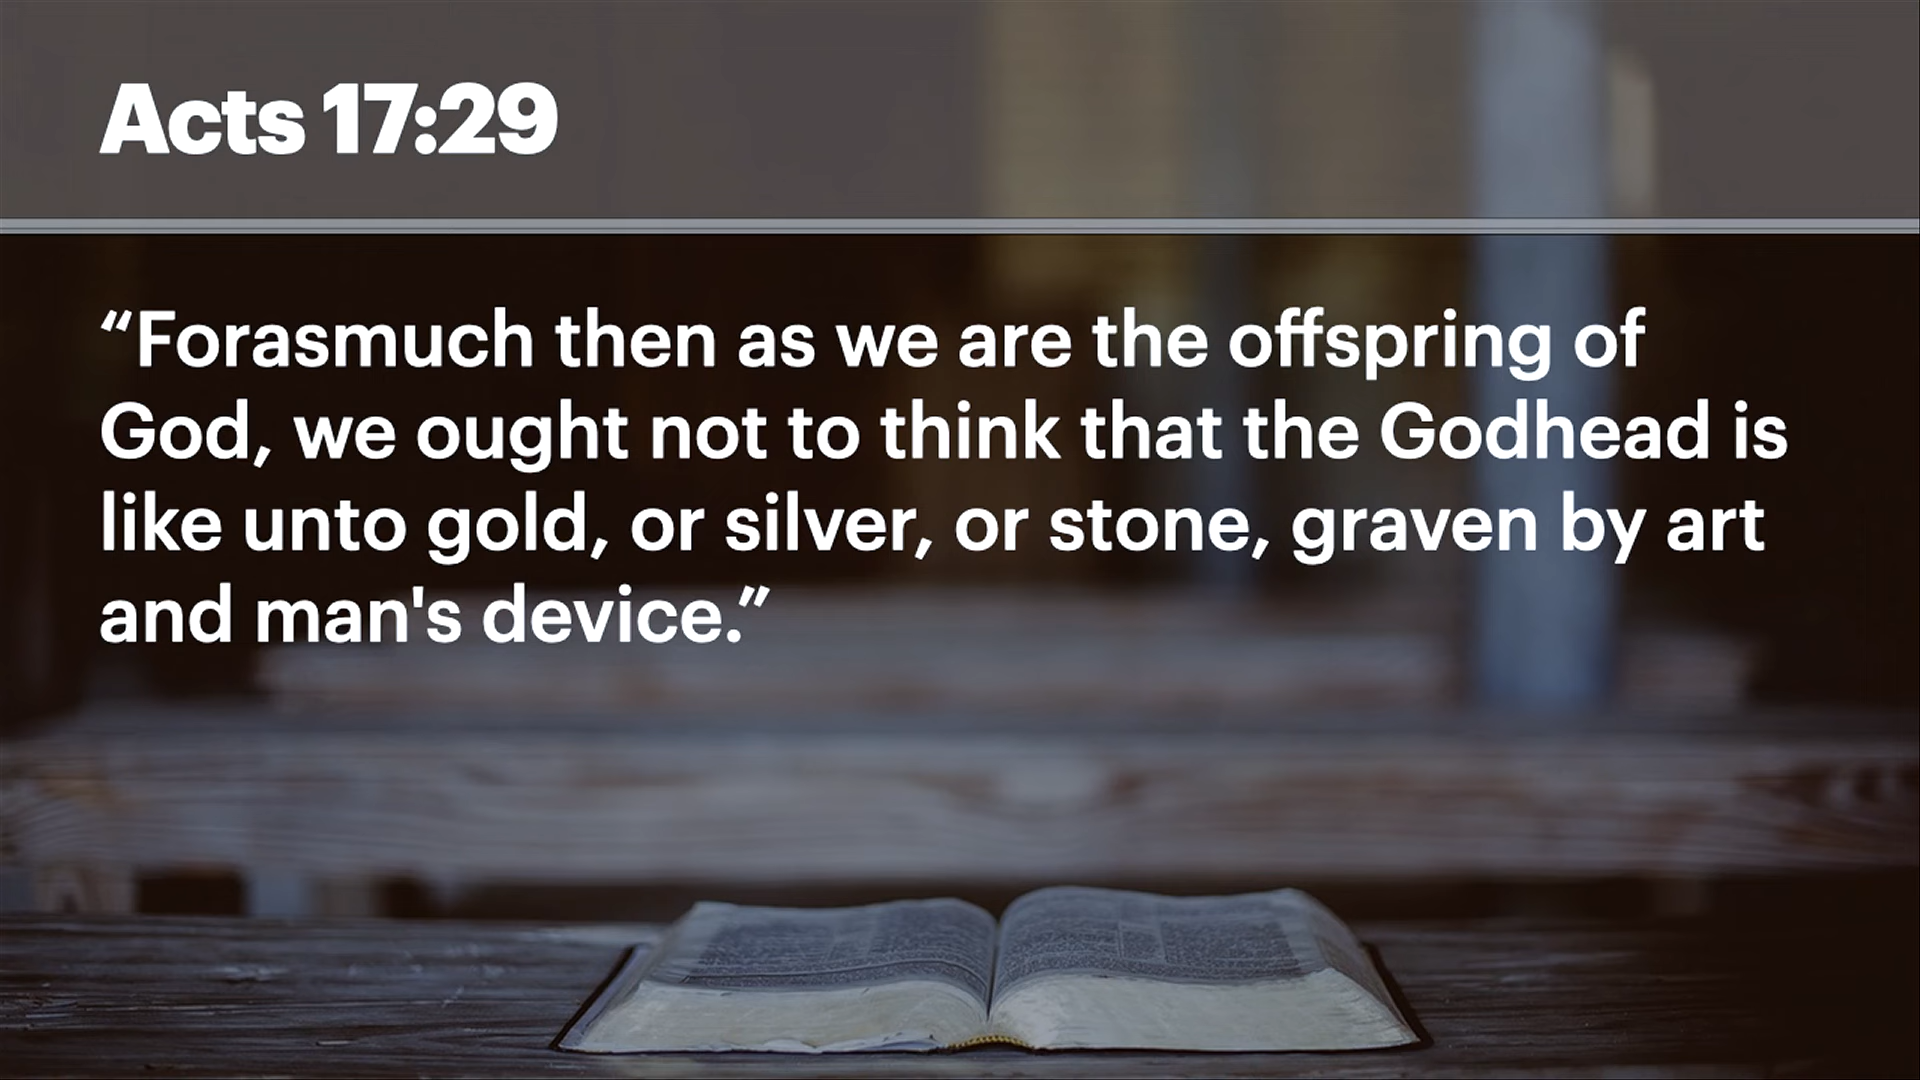 Acts 17:29
“Forasmuch then as we are the offspring of
God, we ought not to think that the Godhead is
like unto gold, or silver, or stone, graven by art
and man's device.”